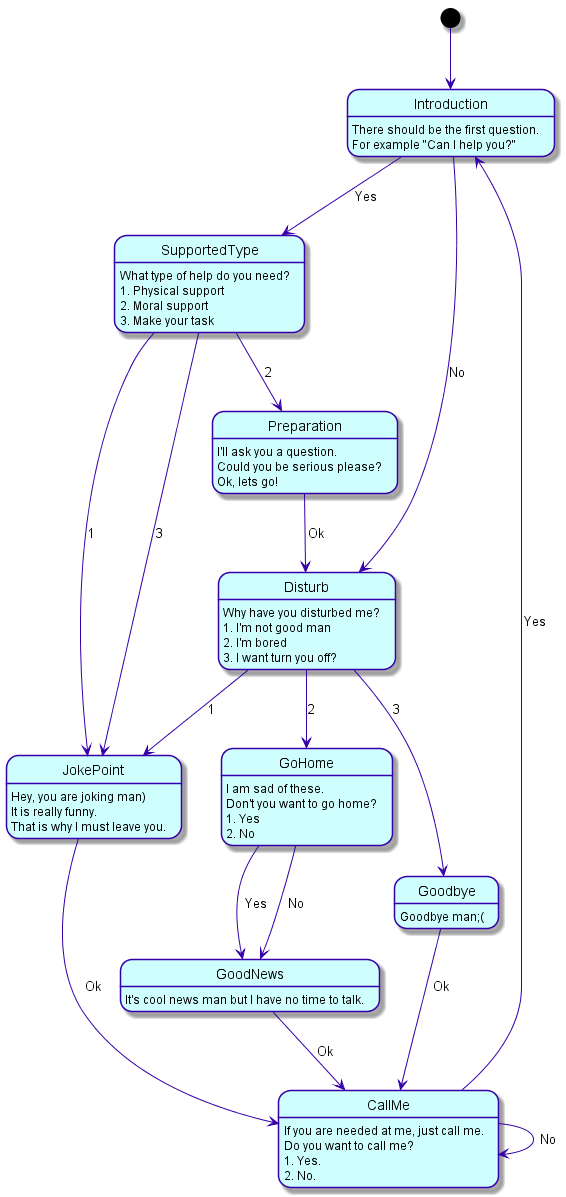 Introduction
There should be the first question.
For example "Can I help you?"
Yes
SupportedType
What type of help do you need?
1. Physical support
2. Moral support
3. Make your task
2
No
Preparation
I'll ask you a question.
Could you be serious please?
Ok, lets go!
1
3
Ok
Disturb
Why have you disturbed me?
1. I'm not good man
2. I'm bored
3. I want turn you off?
Yes
1
2
3
JokePoint
Hey, you are joking man)
It is really funny.
That is why I must leave you.
GoHome
I am sad of these.
Don't you want to go home?
1. Yes
2. No
Goodbye
Goodbye man;(
Yes
No
GoodNews
It's cool news man but I have no time to talk.
Ok
Ok
Ok
CallMe
If you are needed at me, just call me.
Do you want to call me?
1. Yes.
2. No.
No